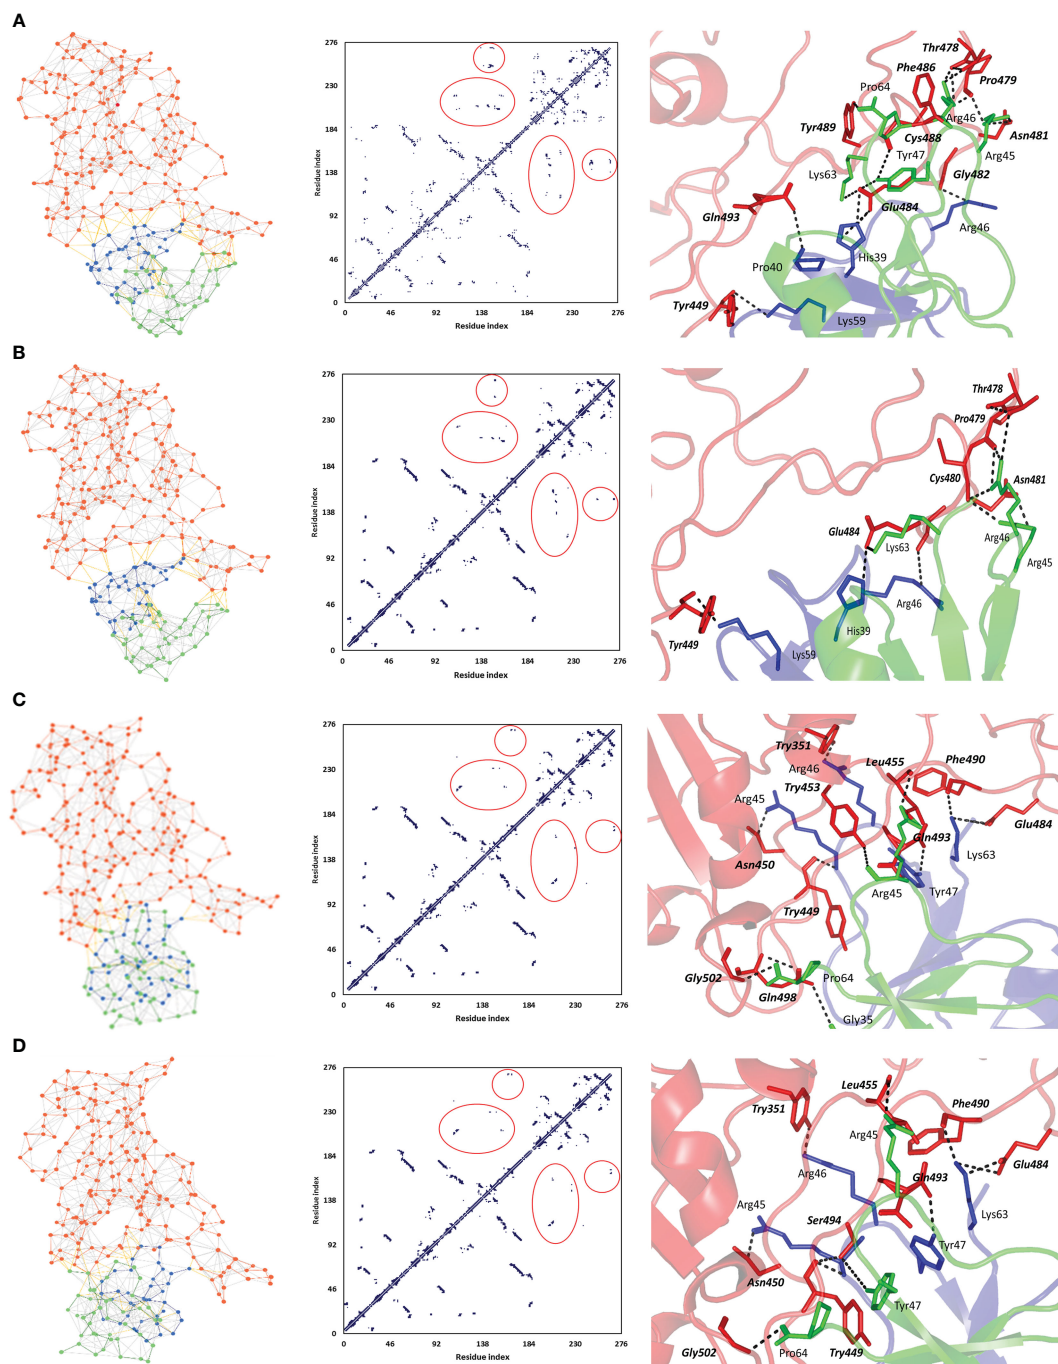 A
276
230
184
138
92
46
0
Residue index
0 46 92 138 184 230 276
Residue index
Thr478
Phe486
Pro479
Pro64
Arg46
Tyr489
Cys488
Asn481
Tyr47
Arg45
Lys63
Gly482
Gln493
Glu484
Arg46
His39
Pro40
Tyr449
Lys59
B
276
230
184
138
92
46
0
Residue index
0 46 92 138 184 230 276
Residue index
Thr478
Pro479
Cys480
Asn481
Glu484
Lys63
Arg46
Arg45
Arg46
His39
Tyr449
Lys59
C
276
230
184
138
92
46
0
Residue index
0 46 92 138 184 230 276
Residue index
Try351
Leu455
Phe490
Arg46
Try453
Arg45
Glu484
Gln493
Asn450
Lys63
Arg45
Tyr47
Try449
Gly502
Pro64
Gln498
Gly35
D
276
230
184
138
92
46
0
Residue index
0 46 92 138 184 230 276
Residue index
Leu455
Try351
Phe490
Arg45
Arg46
Glu484
Gln493
Arg45
Lys63
Ser494
Tyr47
Asn450
Tyr47
Gly502
Pro64
Try449